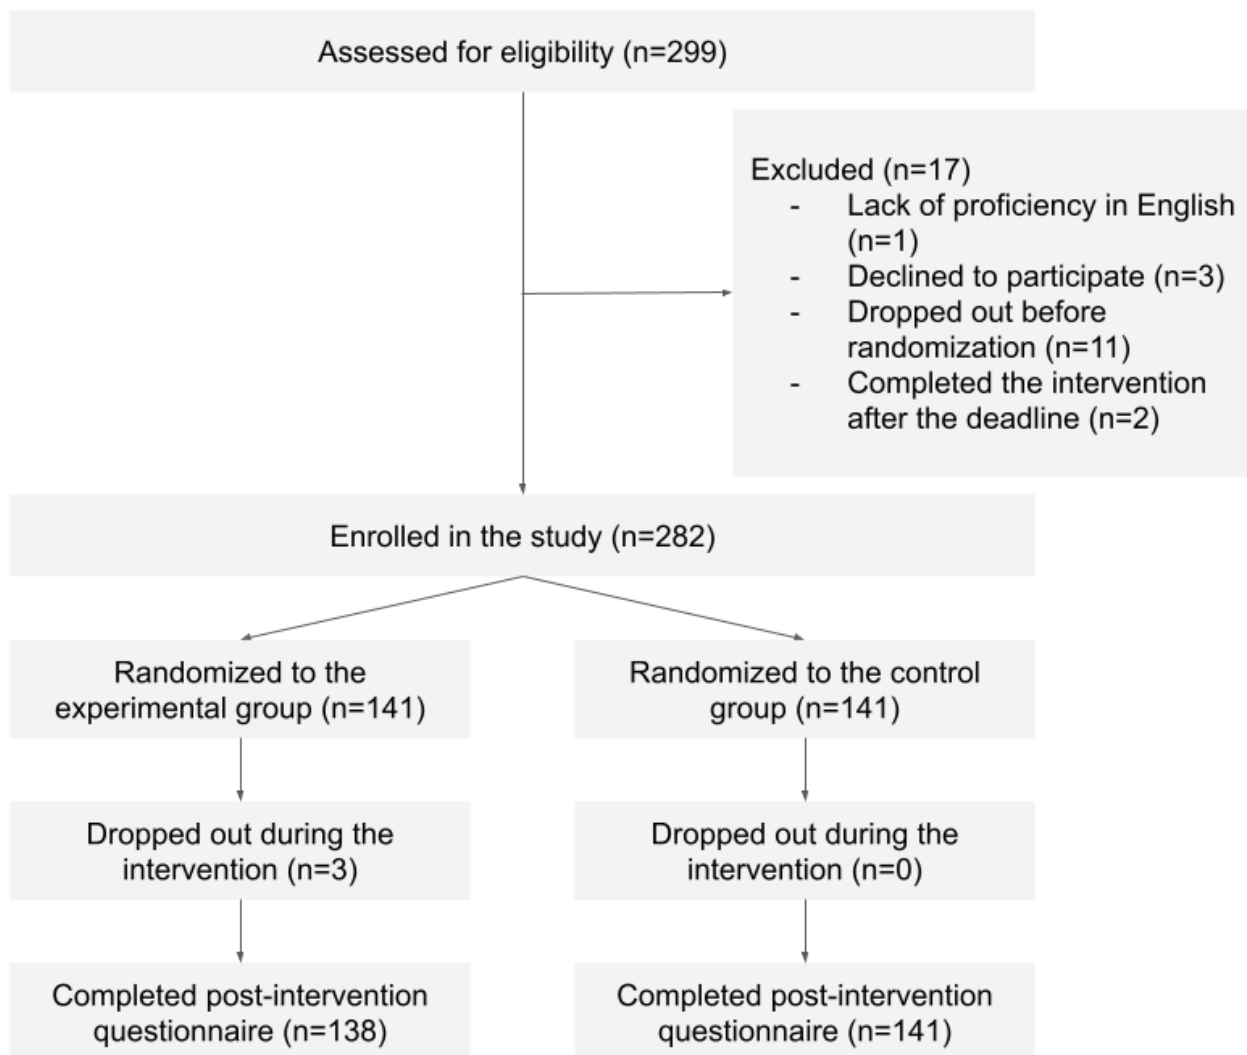 Assessed for eligibility (n=299)
Excluded (n=17)
- Lack of proficiency in English
(n=1)
- Declined to participate (n=3)
- Dropped out before
randomization (n=11)
- Completed the intervention
after the deadline (n=2)
Enrolled in the study (n=282)
Randomized to the
experimental group (n=141)
Randomized to the control
group (n=141)
Dropped out during the
intervention (n=3)
Dropped out during the
intervention (n=0)
Completed post-intervention
questionnaire (n=138)
Completed post-intervention
questionnaire (n=141)